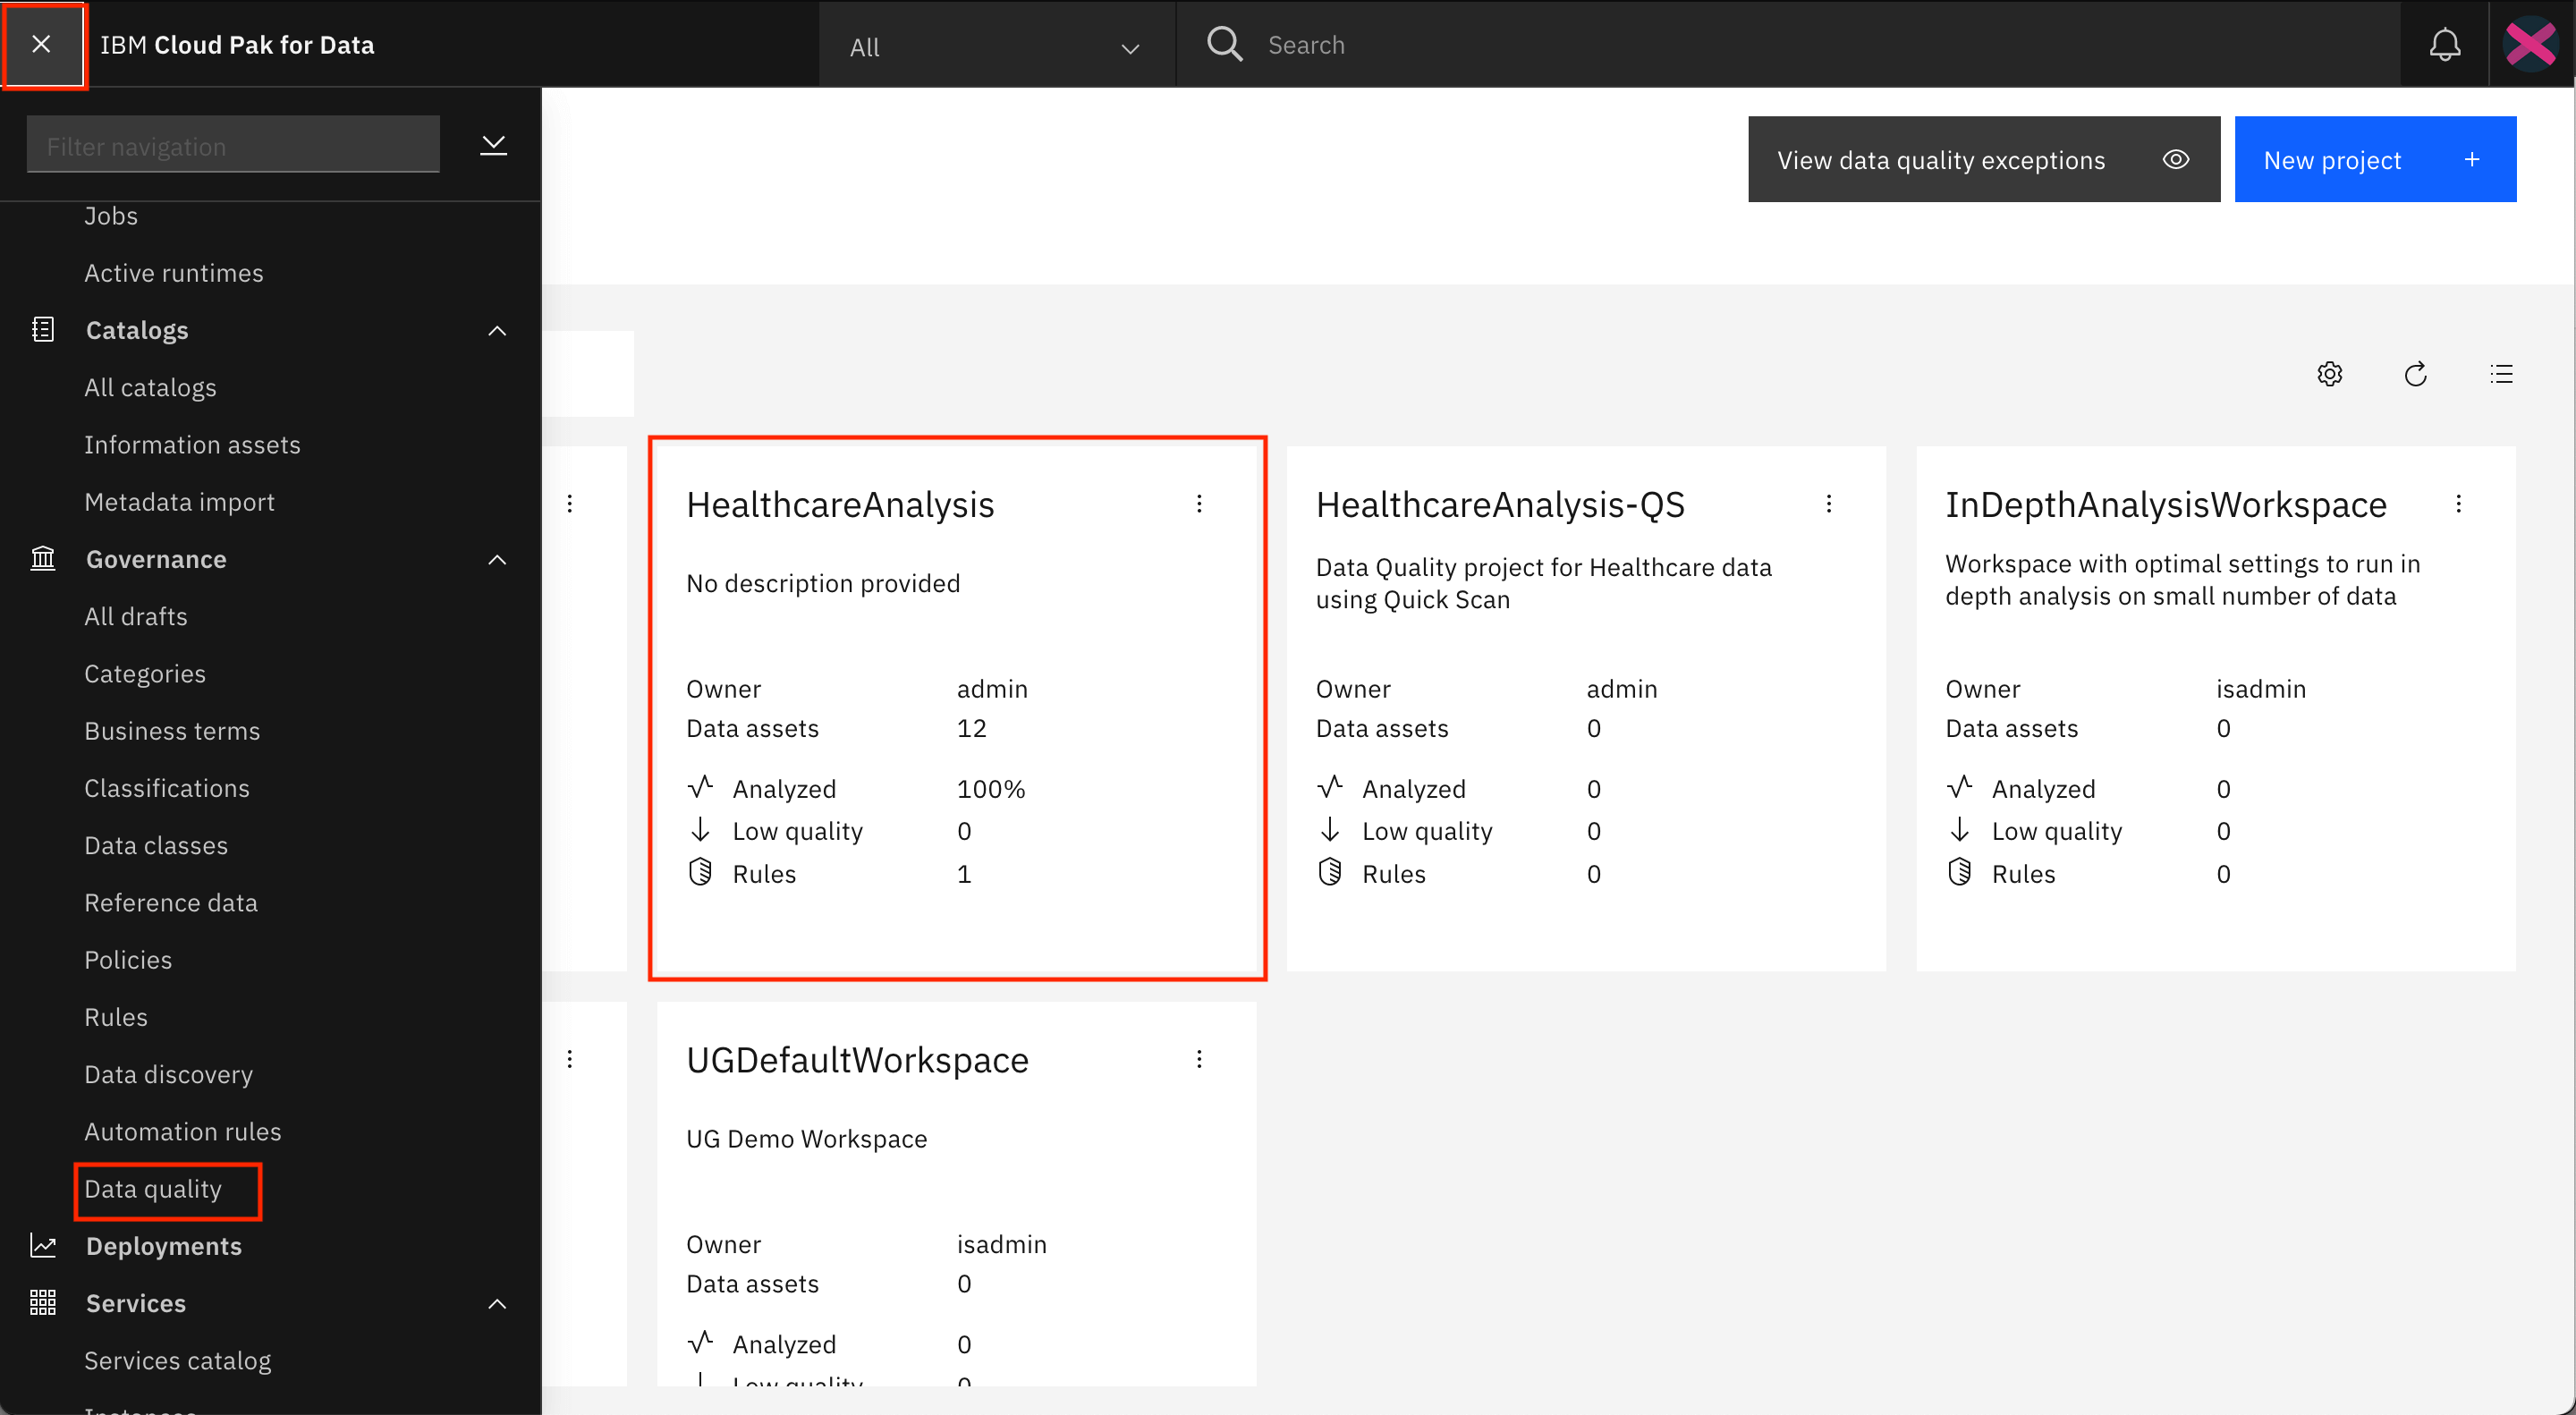 IBM Cloud Pak for Data
All
Search
Filter navigation
Jobs
Active runtimes
Catalogs
All catalogs
Information assets
Metadata import
Governance
All drafts
Categories
Business terms
Classifications
Data classes
Reference data
Policies
Rules
Data discovery
Automation rules
Data quality
Deployments
Services
Services catalog
Instances
View data quality exceptions
New project +
HealthcareAnalysis
No description provided
Owner admin
Data assets 12
Analyzed 100%
Low quality 0
Rules 1
HealthcareAnalysis-QS
Data Quality project for Healthcare data
using Quick Scan
Owner admin
Data assets 0
Analyzed 0
Low quality 0
Rules 0
InDepthAnalysisWorkspace
Workspace with optimal settings to run in
depth analysis on small number of data
Owner isadmin
Data assets 0
Analyzed 0
Low quality 0
Rules 0
UGDefaultWorkspace
UG Demo Workspace
Owner isadmin
Data assets 0
Analyzed 0
Low quality 0